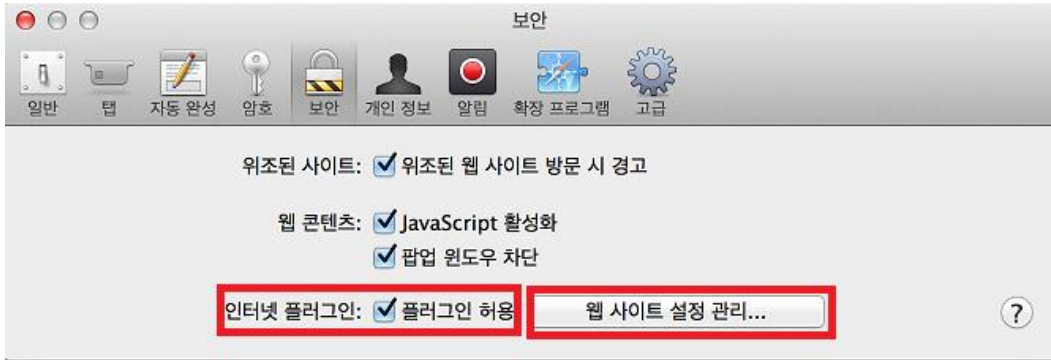 보안
일반 탭 자동 완성 암호 보안 개인 정보 알림 확장 프로그램 고급
위조된 사이트: 위조된 웹 사이트 방문 시 경고
웹 콘텐츠: JavaScript 활성화
팝업 윈도우 차단
인터넷 플러그인: 플러그인 허용 웹 사이트 설정 관리... ?